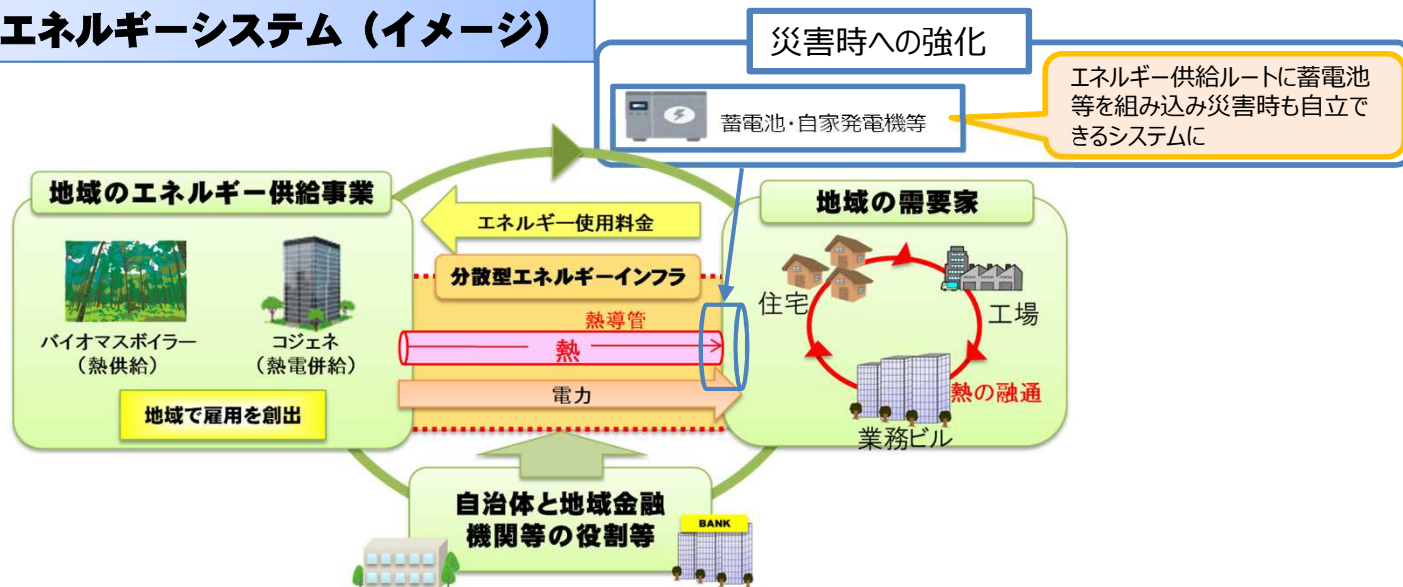 エネルギーシステム（イメージ）
災害時への強化
蓄電池・自家発電機等
エネルギー供給ルートに蓄電池
等を組み込み災害時も自立で
きるシステムに
地域のエネルギー供給事業
バイオマスボイラー
（熱供給）
コジェネ
（熱電併給）
地域で雇用を創出
エネルギー使用料金
分散型エネルギーインフラ
熱導管
熱
電力
地域の需要家
住宅
工場
熱の融通
業務ビル
自治体と地域金融
機関等の役割等
BANK